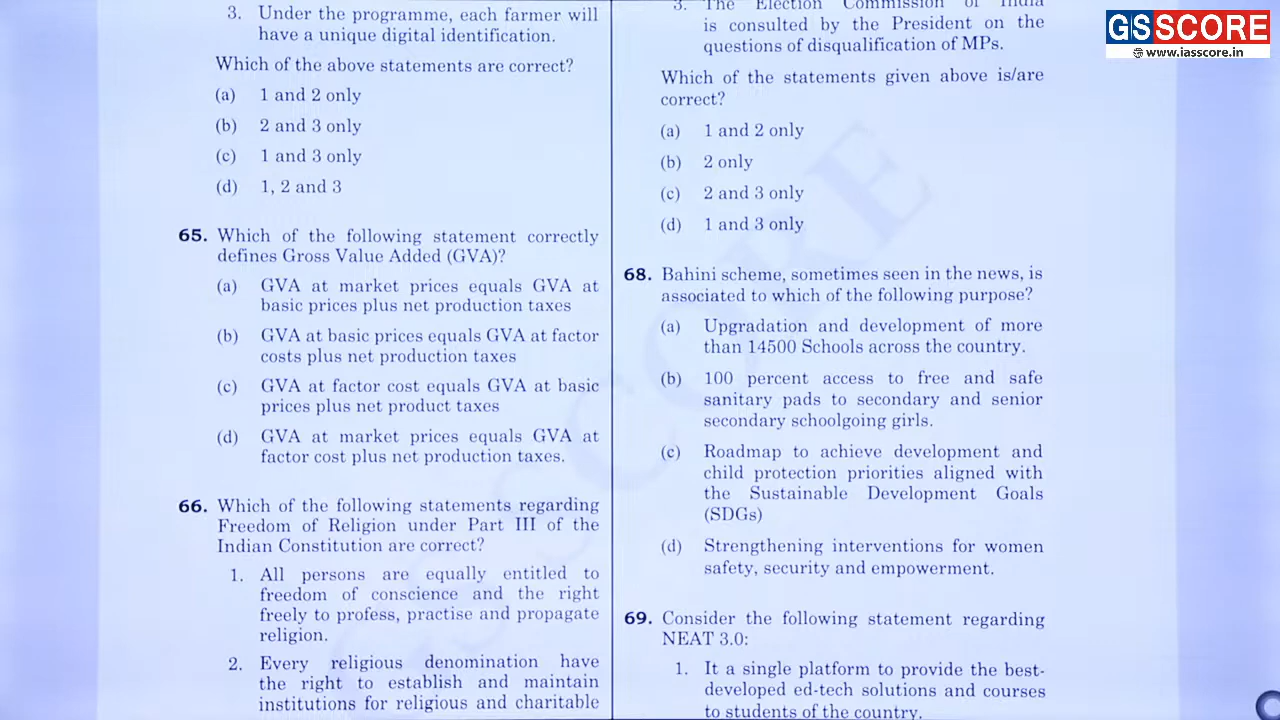 3. Under the programme, each farmer will
have a unique digital identification.
Which of the above statements are correct?
(a) 1 and 2 only
(b) 2 and 3 only
(c) 1 and 3 only
(d) 1, 2 and 3
65. Which of the following statement correctly
defines Gross Value Added (GVA)?
(a) GVA at market prices equals GVA at
basic prices plus net production taxes
(b) GVA at basic prices equals GVA at factor
costs plus net production taxes
(c) GVA at factor cost equals GVA at basic
prices plus net product taxes
(d) GVA at market prices equals GVA at
factor cost plus net production taxes.
66. Which of the following statements regarding
Freedom of Religion under Part III of the
Indian Constitution are correct?
1. All persons are equally entitled to
freedom of conscience and the right
freely to profess, practise and propagate
religion.
2. Every religious denomination have
the right to establish and maintain
institutions for religious and charitable
3. The Election Commission of India
is consulted by the President on the
questions of disqualification of MPs.
Which of the statements given above is/are
correct?
(a) 1 and 2 only
(b) 2 only
(c) 2 and 3 only
(d) 1 and 3 only
68. Bahini scheme, sometimes seen in the news, is
associated to which of the following purpose?
(a) Upgradation and development of more
than 14500 Schools across the country.
(b) 100 percent access to free and safe
sanitary pads to secondary and senior
secondary schoolgoing girls.
(c) Roadmap to achieve development and
child protection priorities aligned with
the Sustainable Development Goals
(SDGs)
(d) Strengthening interventions for women
safety, security and empowerment.
69. Consider the following statement regarding
NEAT 3.0:
1. It a single platform to provide the best-
developed ed-tech solutions and courses
to students of the country.
GSSCORE
www.iasscore.in
GSSCORE